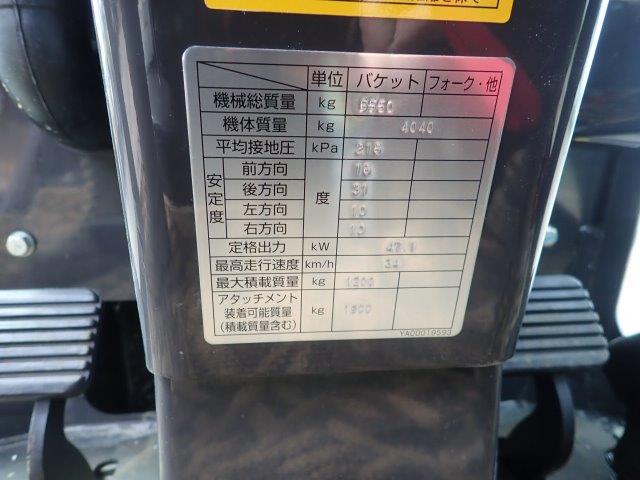 単位 バケット フォーク・他
機械総質量 kg
機体質量 kg 4040
平均接地圧 kPa
安定度 前方向 度
後方向
左方向 10
右方向 10
定格出力 kW
最高走行速度 km/h 34
最大積載質量 kg 1200
アタッチメント
装着可能質量 kg
(積載質量含む)
YA00019593